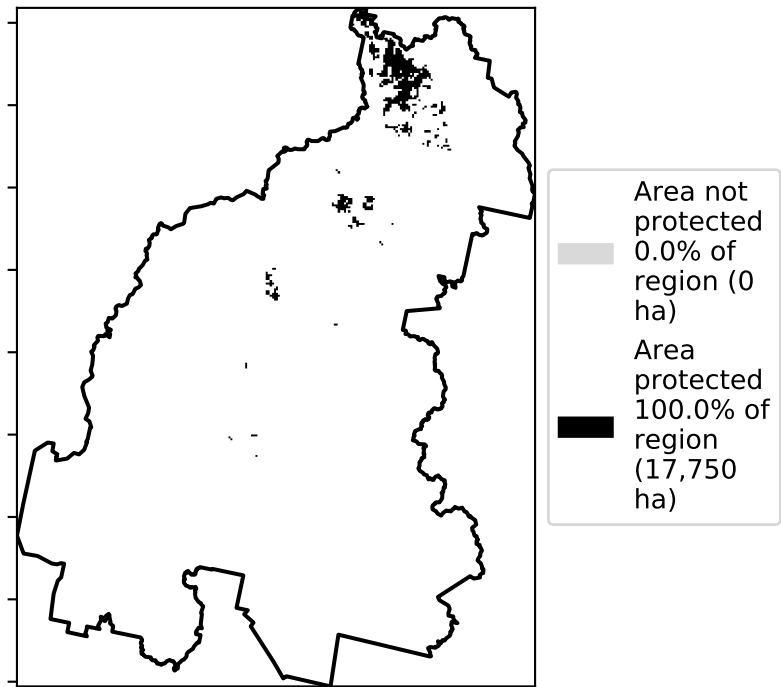 Area not
protected
0.0% of
region (0
ha)
Area
protected
100.0% of
region
(17,750
ha)